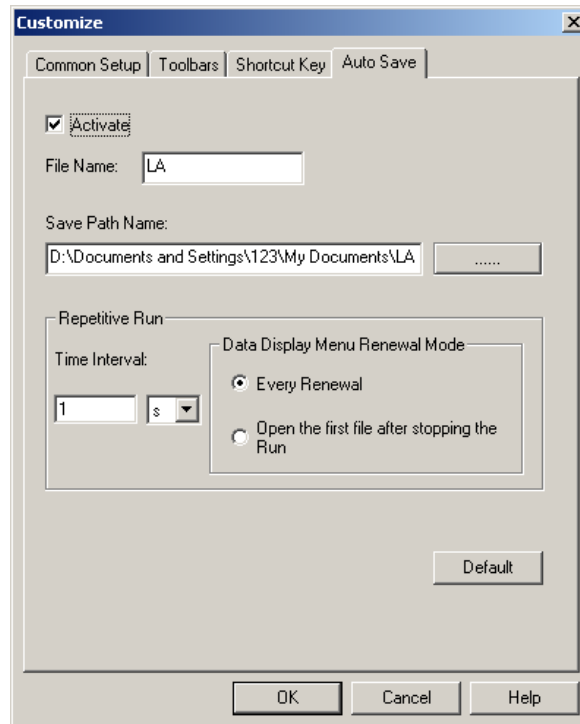 Customize
Common Setup
Toolbars
Shortcut Key
Auto Save
Activate
File Name:
LA
Save Path Name:
D:\Documents and Settings\123\My Documents\LA
......
Repetitive Run
Time Interval:
1
s
Data Display Menu Renewal Mode
Every Renewal
Open the first file after stopping the
Run
Default
OK
Cancel
Help